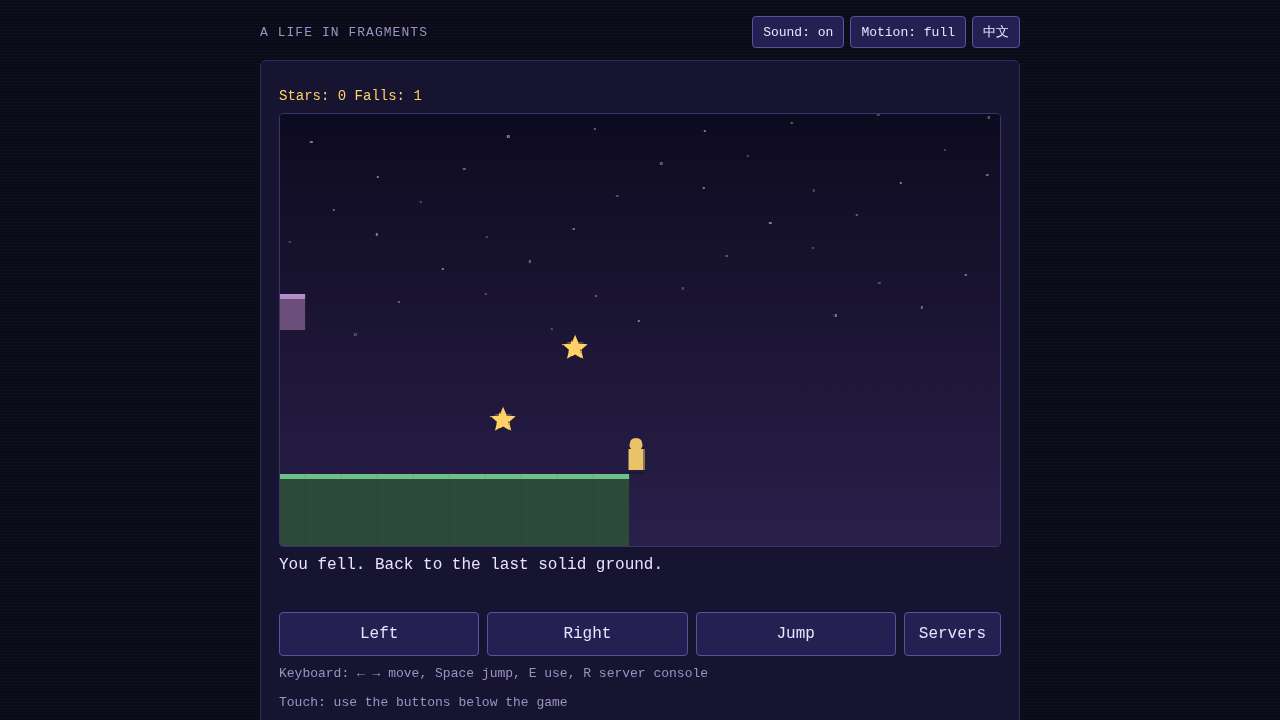 A LIFE IN FRAGMENTS
Sound: on
Motion: full
中文
Stars: 0 Falls: 1
You fell. Back to the last solid ground.
Left
Right
Jump
Servers
Keyboard: ← → move, Space jump, E use, R server console
Touch: use the buttons below the game